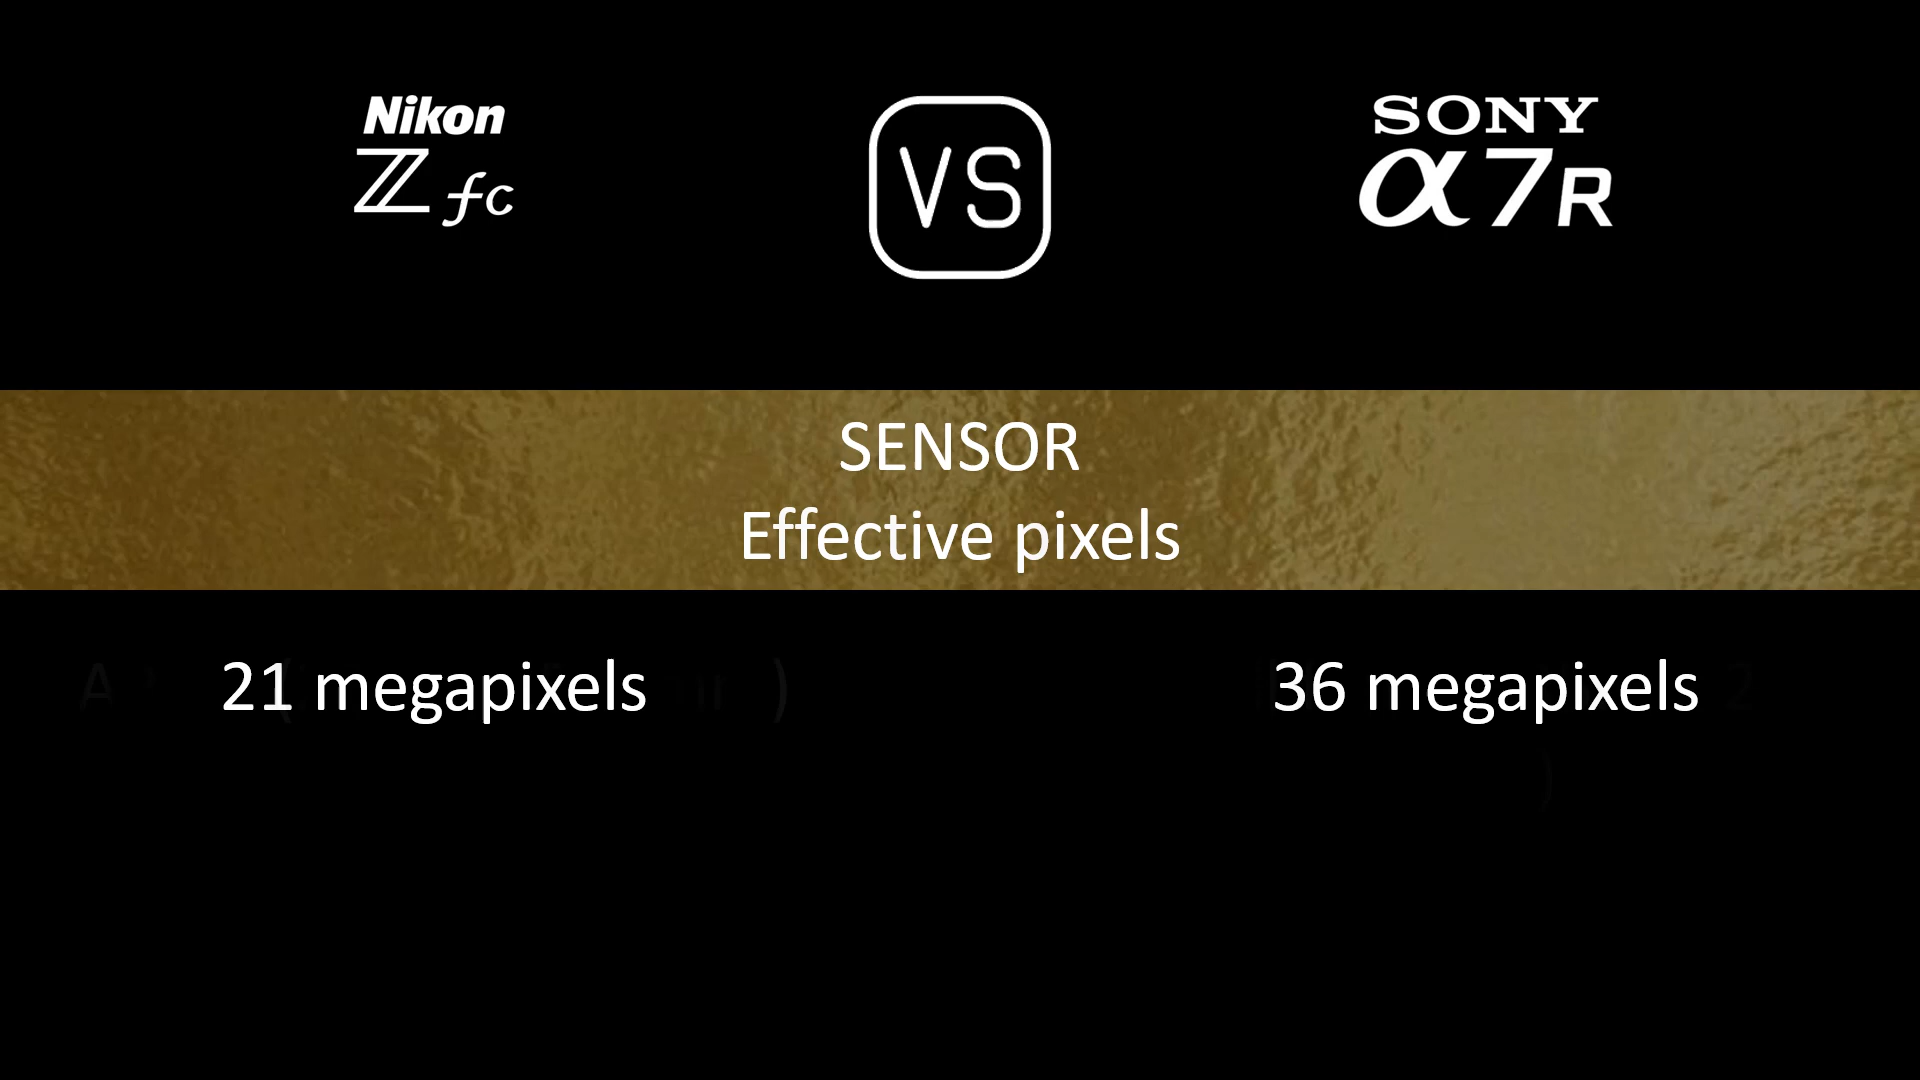 Nikon
Z fc
VS
SONY
α7R
SENSOR
Effective pixels
21 megapixels
36 megapixels